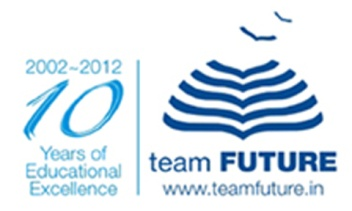 2002~2012
10
Years of
Educational
Excellence
team FUTURE
www.teamfuture.in